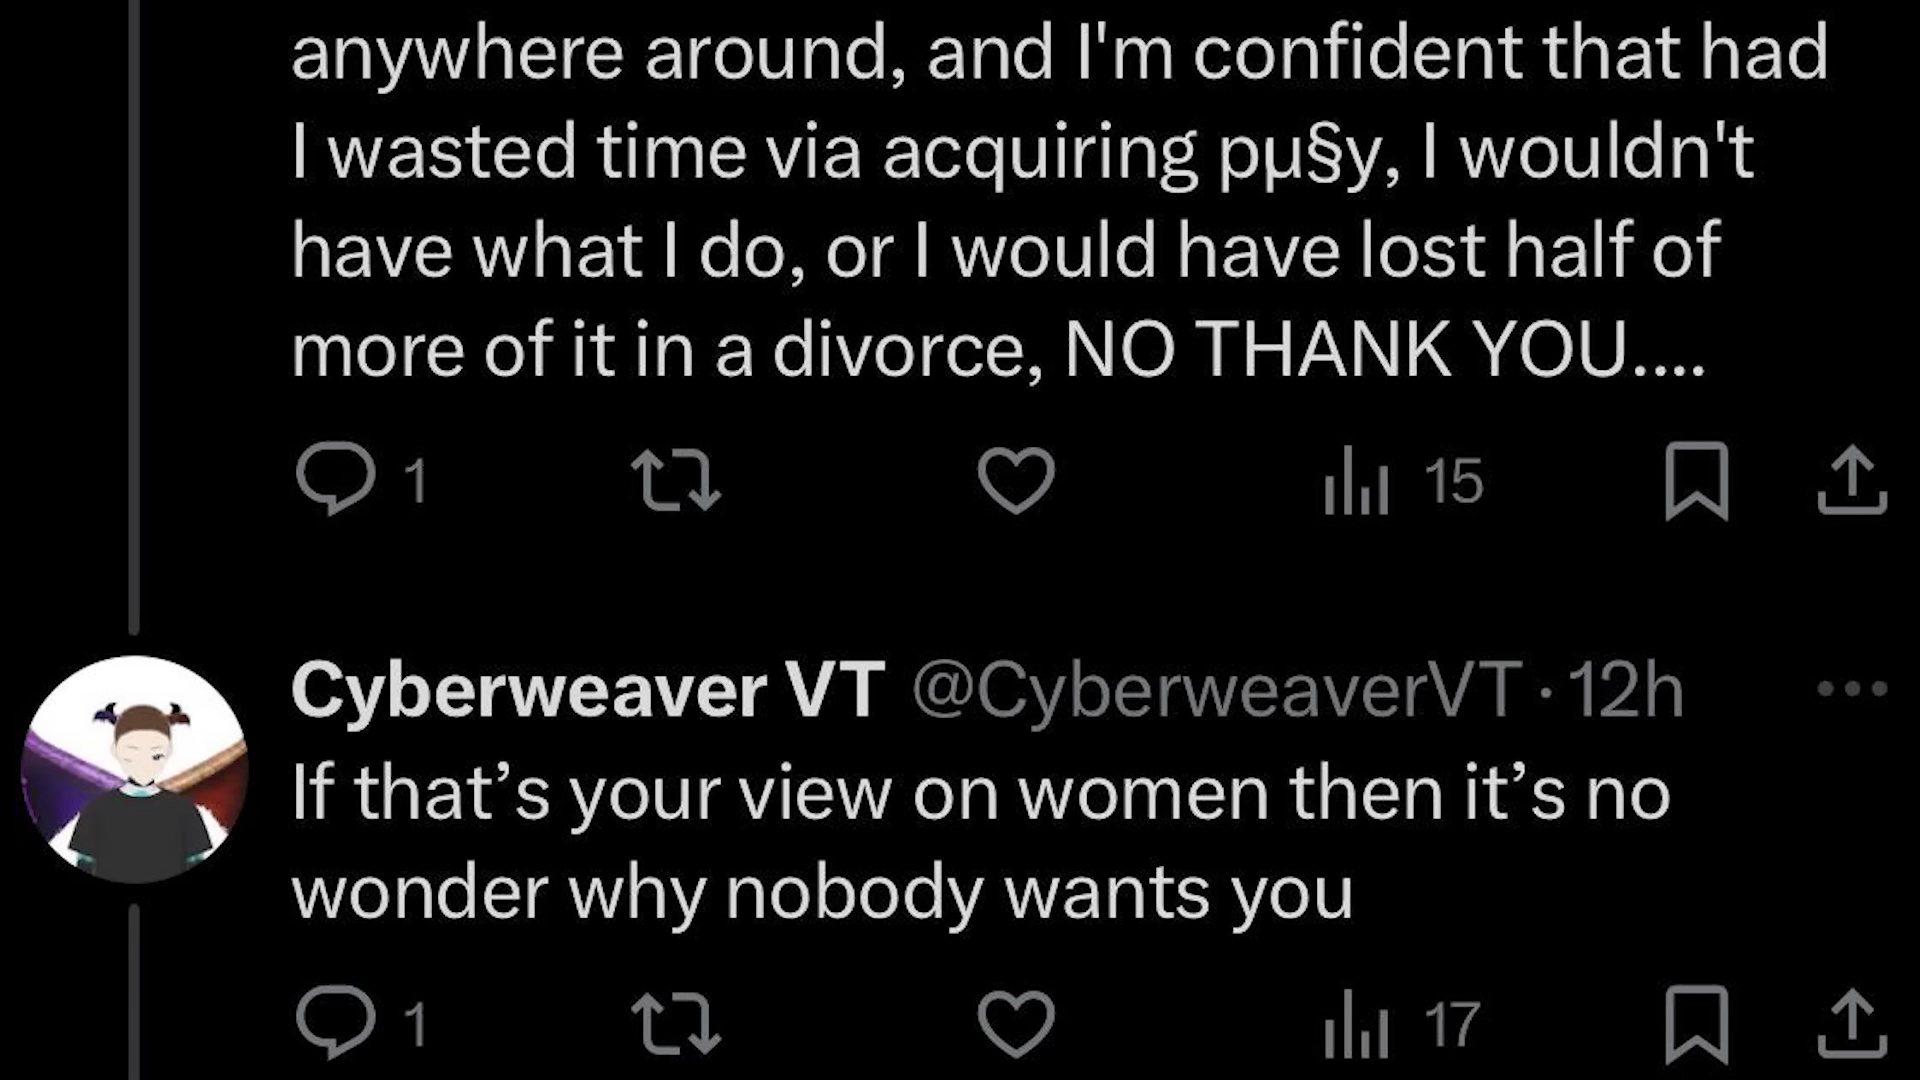 anywhere around, and I'm confident that had
I wasted time via acquiring pµ§y, I wouldn't
have what I do, or I would have lost half of
more of it in a divorce, NO THANK YOU....
1 15
Cyberweaver VT @CyberweaverVT · 12h
If that’s your view on women then it’s no
wonder why nobody wants you
1 17